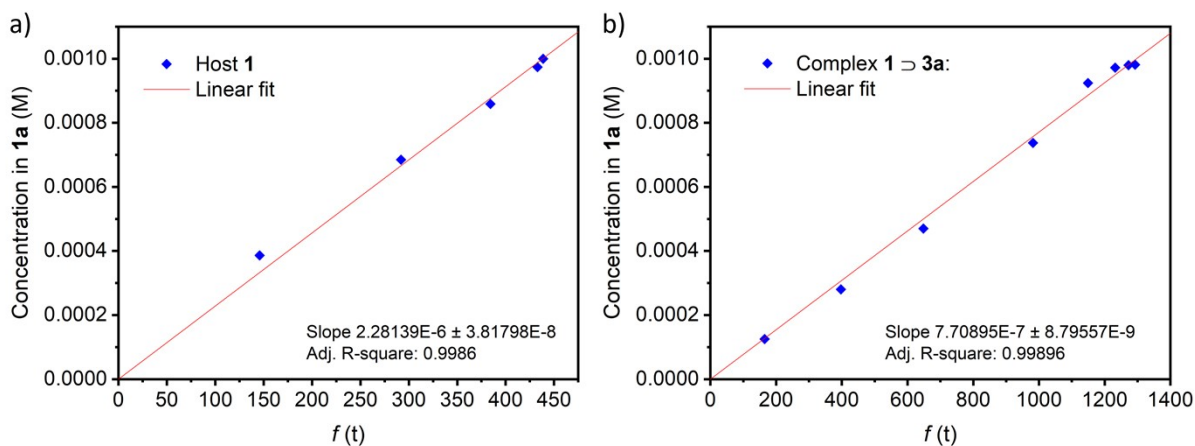 a)
Host 1
Linear fit
Concentration in 1a (M)
0.0010
0.0008
0.0006
0.0004
0.0002
0.0000
Slope 2.28139E-6 ± 3.81798E-8
Adj. R-square: 0.9986
0 50 100 150 200 250 300 350 400 450
f (t)
b)
Complex 1 ⊃ 3a:
Linear fit
Concentration in 1a (M)
0.0010
0.0008
0.0006
0.0004
0.0002
0.0000
Slope 7.70895E-7 ± 8.79557E-9
Adj. R-square: 0.99896
0 200 400 600 800 1000 1200 1400
f (t)